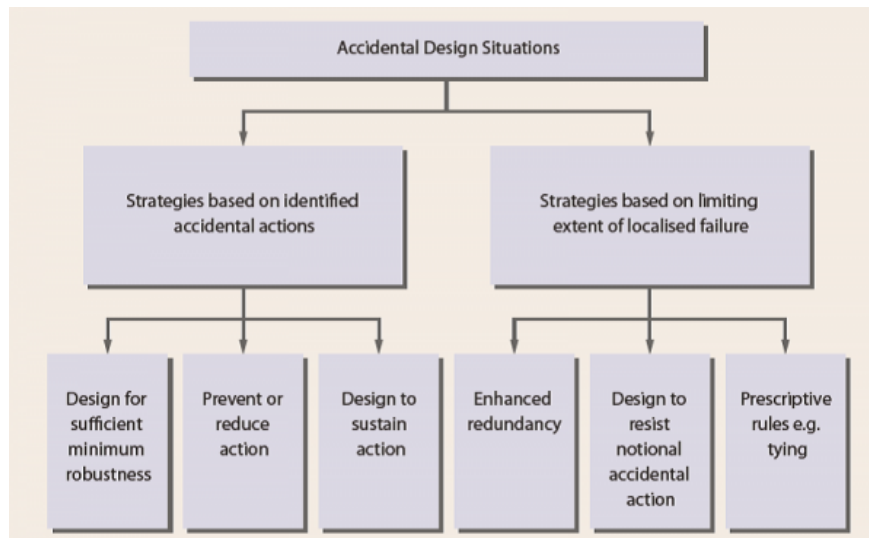 Accidental Design Situations
Strategies based on identified
accidental actions
Strategies based on limiting
extent of localised failure
Design for
sufficient
minimum
robustness
Prevent or
reduce
action
Design to
sustain
action
Enhanced
redundancy
Design to
resist
notional
accidental
action
Prescriptive
rules e.g.
tying